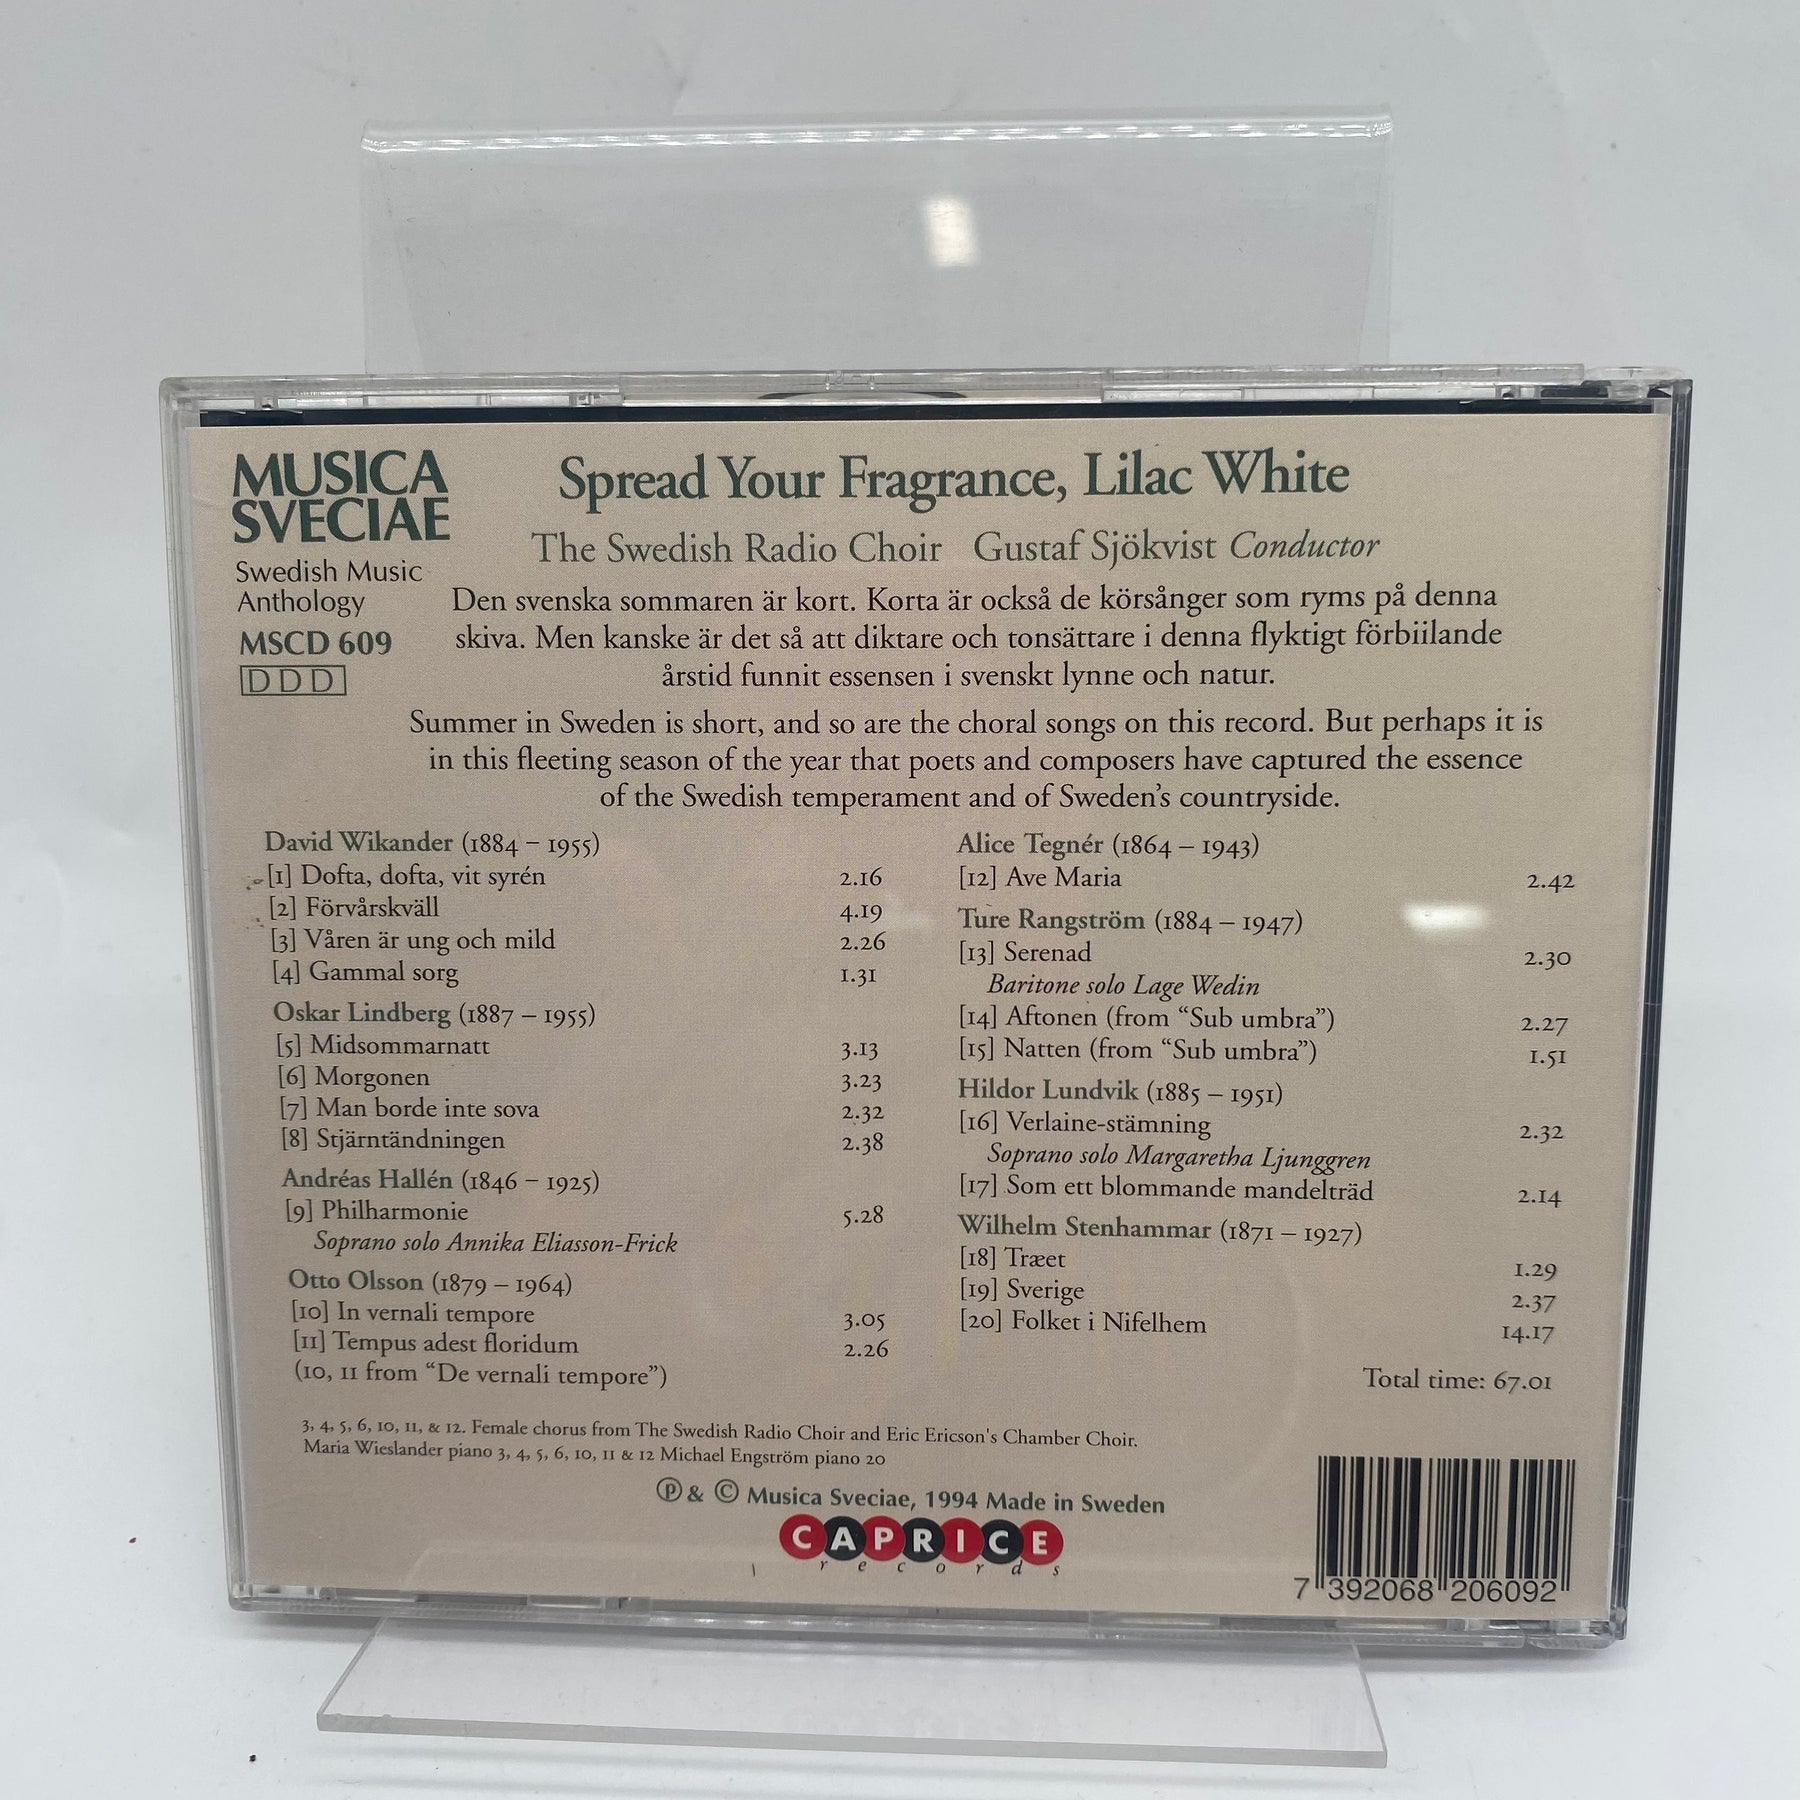 MUSICA
SVECIAE
Swedish Music
Anthology
MSCD 609
DDD
Spread Your Fragrance, Lilac White
The Swedish Radio Choir Gustaf Sjökvist Conductor
Den svenska sommaren är kort. Korta är också de körsånger som ryms på denna
skiva. Men kanske är det så att diktare och tonsättare i denna flyktigt förbiilande
årstid funnit essensen i svenskt lynne och natur.
Summer in Sweden is short, and so are the choral songs on this record. But perhaps it is
in this fleeting season of the year that poets and composers have captured the essence
of the Swedish temperament and of Sweden's countryside.
David Wikander (1884 – 1955)
[1] Dofta, dofta, vit syrén 2.16
[2] Förvårskväll 4.19
[3] Våren är ung och mild 2.26
[4] Gammal sorg 1.31
Oskar Lindberg (1887 – 1955)
[5] Midsommarnatt 3.13
[6] Morgonen 3.23
[7] Man borde inte sova 2.32
[8] Stjärntändningen 2.38
Andréas Hallén (1846 – 1925)
[9] Philharmonie 5.28
Soprano solo Annika Eliasson-Frick
Otto Olsson (1879 – 1964)
[10] In vernali tempore 3.05
[11] Tempus adest floridum 2.26
(10, 11 from “De vernali tempore”)
Alice Tegnér (1864 – 1943)
[12] Ave Maria 2.42
Ture Rangström (1884 – 1947)
[13] Serenad 2.30
Baritone solo Lage Wedin
[14] Aftonen (from “Sub umbra”) 2.27
[15] Natten (from “Sub umbra”) 1.51
Hildor Lundvik (1885 – 1951)
[16] Verlaine-stämning 2.32
Soprano solo Margaretha Ljunggren
[17] Som ett blommande mandelträd 2.14
Wilhelm Stenhammar (1871 – 1927)
[18] Træet 1.29
[19] Sverige 2.37
[20] Folket i Nifelhem 14.17
Total time: 67.01
3, 4, 5, 6, 10, 11, & 12. Female chorus from The Swedish Radio Choir and Eric Ericson's Chamber Choir.
Maria Wieslander piano 3, 4, 5, 6, 10, 11 & 12 Michael Engström piano 20
℗ & © Musica Sveciae, 1994 Made in Sweden
CAPRICE
records
7 392068 206092